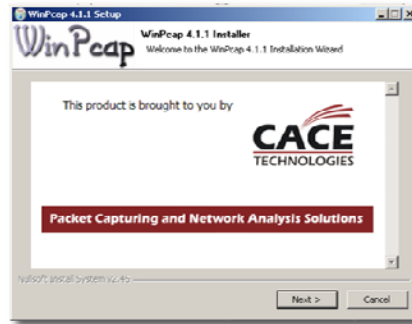 WinPcap 4.1.1 Setup
WinPcap
WinPcap 4.1.1 Installer
Welcome to the WinPcap 4.1.1 Installation Wizard
This product is brought to you by
CACE
TECHNOLOGIES
Packet Capturing and Network Analysis Solutions
Nullsoft Install System v2.45
Next >
Cancel